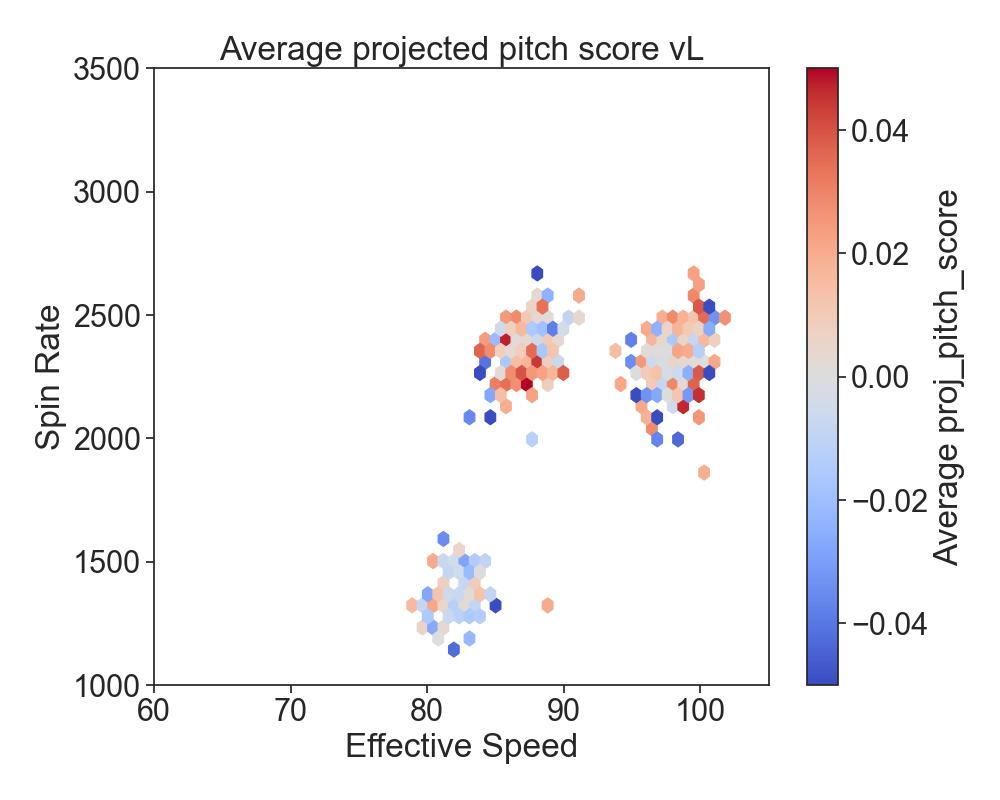 Average projected pitch score vL
3500
3000
2500
2000
1500
1000
Spin Rate
60 70 80 90 100
Effective Speed
0.04
0.02
0.00
−0.02
−0.04
Average proj_pitch_score